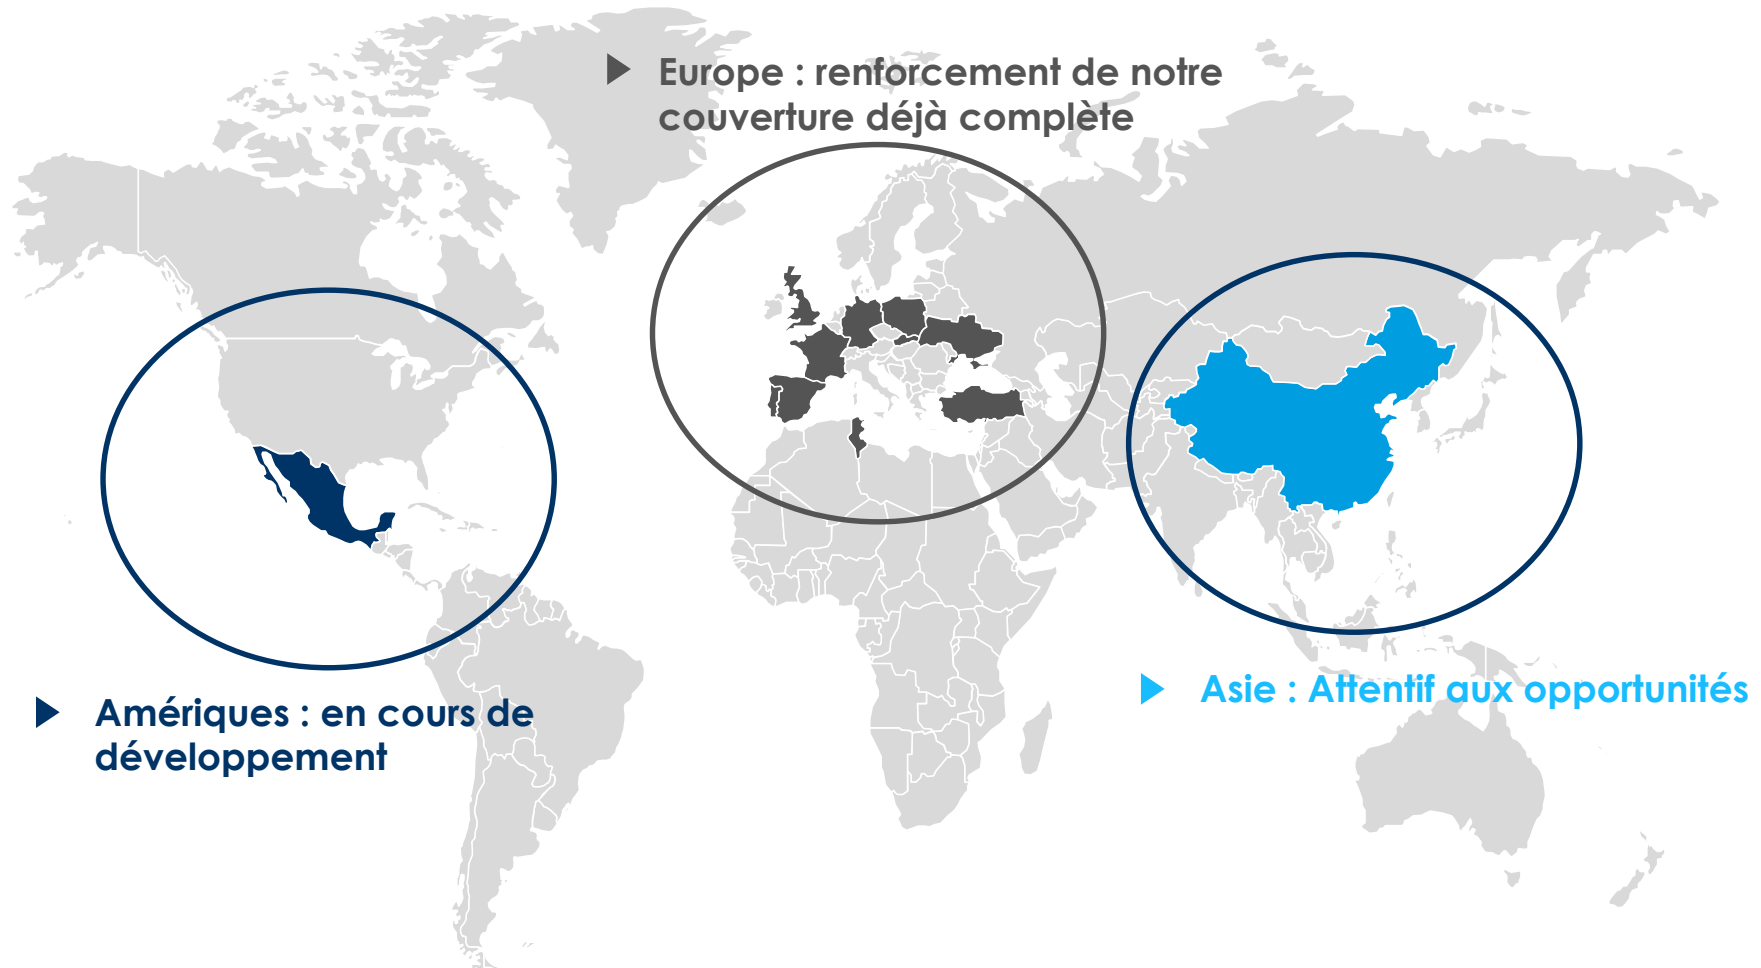 Europe : renforcement de notre
couverture déjà complète
Amériques : en cours de
développement
Asie : Attentif aux opportunités